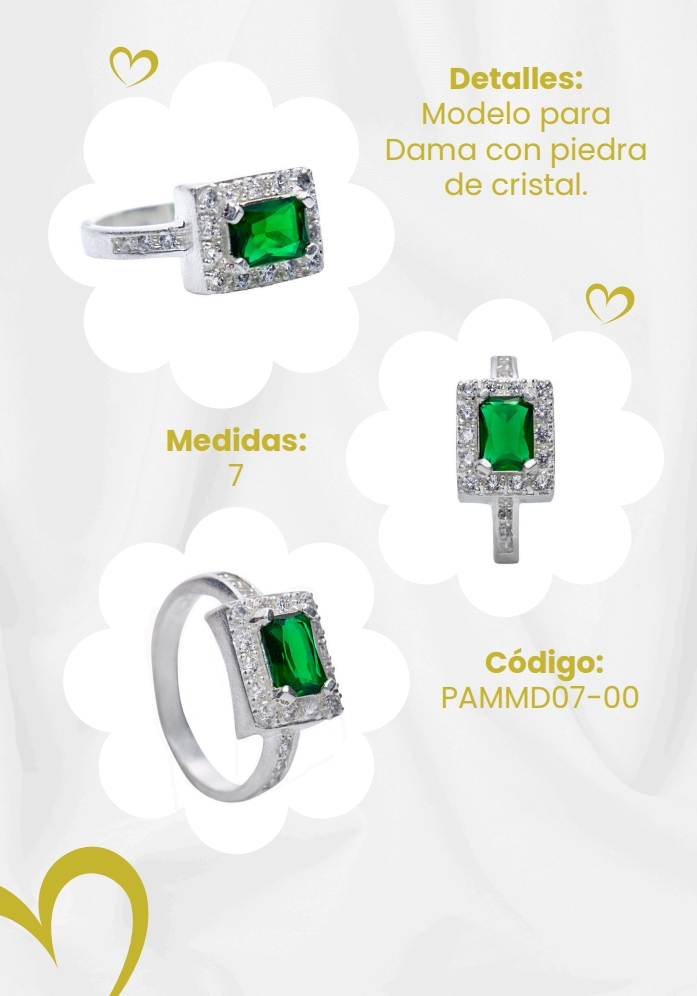 Detalles:
Modelo para
Dama con piedra
de cristal.
Medidas:
7
Código:
PAMMD07-00